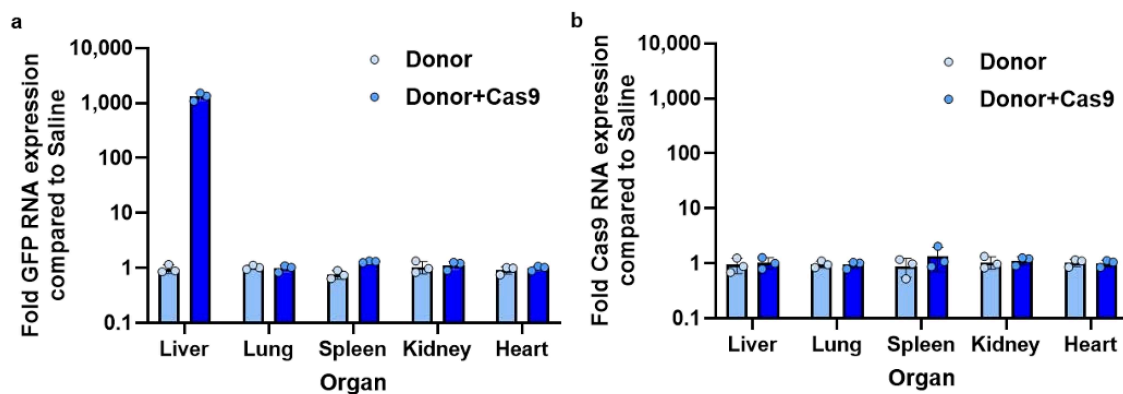 a
Fold GFP RNA expression
compared to Saline
10,000
1,000
100
10
1
0.1
Donor
Donor+Cas9
Liver Lung Spleen Kidney Heart
Organ
b
Fold Cas9 RNA expression
compared to Saline
10,000
1,000
100
10
1
0.1
Donor
Donor+Cas9
Liver Lung Spleen Kidney Heart
Organ